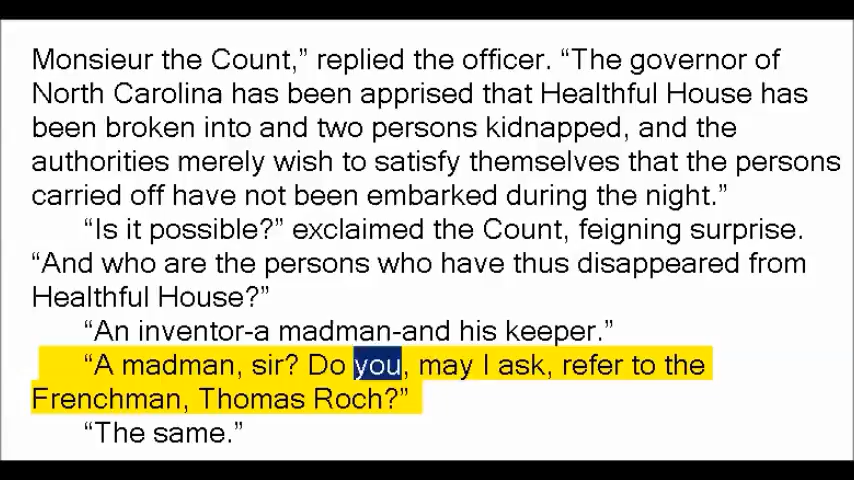 Monsieur the Count,” replied the officer. “The governor of
North Carolina has been apprised that Healthful House has
been broken into and two persons kidnapped, and the
authorities merely wish to satisfy themselves that the persons
carried off have not been embarked during the night.”
“Is it possible?” exclaimed the Count, feigning surprise.
“And who are the persons who have thus disappeared from
Healthful House?”
“An inventor-a madman-and his keeper.”
“A madman, sir? Do you, may I ask, refer to the
Frenchman, Thomas Roch?”
“The same.”